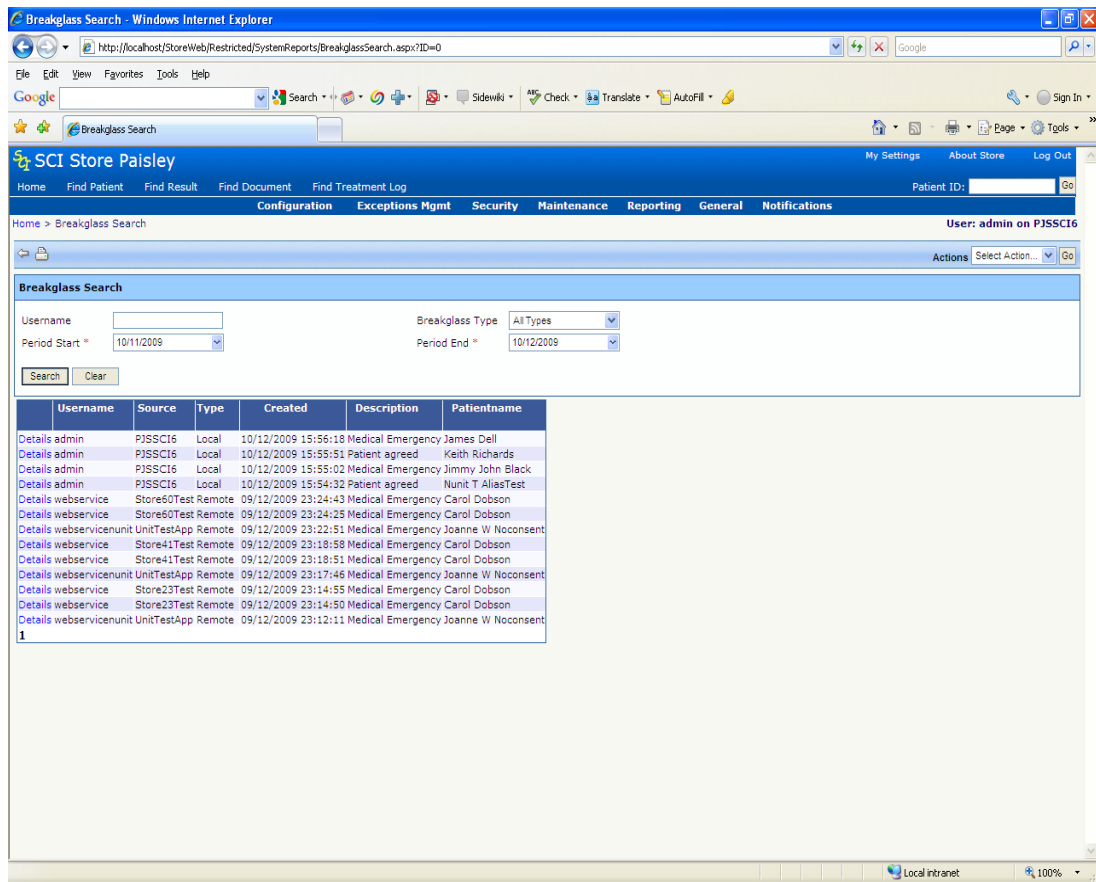 Breakglass Search - Windows Internet Explorer
http://localhost/StoreWeb/Restricted/SystemReports/BreakglassSearch.aspx?ID=0
Google
File Edit View Favorites Tools Help
Google Search Sidewiki ABC Check Translate AutoFill Sign In
Breakglass Search Page Tools »
SCI Store Paisley My Settings About Store Log Out
Home Find Patient Find Result Find Document Find Treatment Log Patient ID: Go
Configuration Exceptions Mgmt Security Maintenance Reporting General Notifications
Home > Breakglass Search User: admin on PJSSCI6
Actions Select Action... Go
Breakglass Search
Username Breakglass Type All Types
Period Start * 10/11/2009 Period End * 10/12/2009
Search Clear
Username Source Type Created Description Patientname
Details admin PJSSCI6 Local 10/12/2009 15:56:18 Medical Emergency James Dell
Details admin PJSSCI6 Local 10/12/2009 15:55:51 Patient agreed Keith Richards
Details admin PJSSCI6 Local 10/12/2009 15:55:02 Medical Emergency Jimmy John Black
Details admin PJSSCI6 Local 10/12/2009 15:54:32 Patient agreed Nunit T AliasTest
Details webservice Store60Test Remote 09/12/2009 23:24:43 Medical Emergency Carol Dobson
Details webservice Store60Test Remote 09/12/2009 23:24:25 Medical Emergency Carol Dobson
Details webservicenunit UnitTestApp Remote 09/12/2009 23:22:51 Medical Emergency Joanne W Noconsent
Details webservice Store41Test Remote 09/12/2009 23:18:58 Medical Emergency Carol Dobson
Details webservice Store41Test Remote 09/12/2009 23:18:51 Medical Emergency Carol Dobson
Details webservicenunit UnitTestApp Remote 09/12/2009 23:17:46 Medical Emergency Joanne W Noconsent
Details webservice Store23Test Remote 09/12/2009 23:14:55 Medical Emergency Carol Dobson
Details webservice Store23Test Remote 09/12/2009 23:14:50 Medical Emergency Carol Dobson
Details webservicenunit UnitTestApp Remote 09/12/2009 23:12:11 Medical Emergency Joanne W Noconsent
1
Local intranet 100%